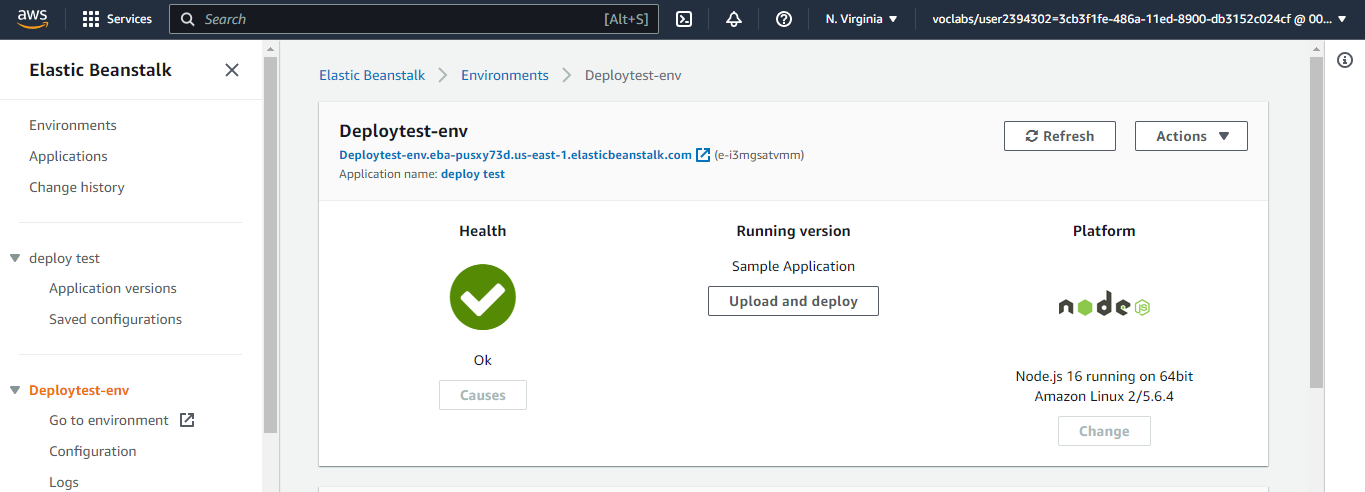 aws
Services
Search
[Alt+S]
N. Virginia
voclabs/user2394302=3cb3f1fe-486a-11ed-8900-db3152c024cf @ 00...
Elastic Beanstalk
Environments
Applications
Change history
deploy test
Application versions
Saved configurations
Deploytest-env
Go to environment
Configuration
Logs
Elastic Beanstalk
Environments
Deploytest-env
Deploytest-env
Deploytest-env.eba-pusxy73d.us-east-1.elasticbeanstalk.com (e-i3mgsatvmm)
Application name: deploy test
Refresh
Actions
Health
Ok
Causes
Running version
Sample Application
Upload and deploy
Platform
node JS
Node.js 16 running on 64bit
Amazon Linux 2/5.6.4
Change